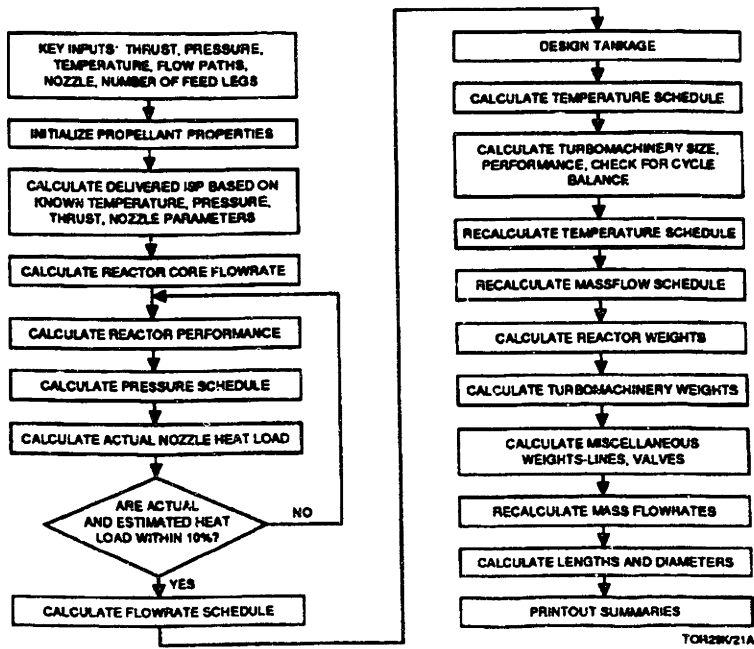 KEY INPUTS: THRUST, PRESSURE,
TEMPERATURE, FLOW PATHS,
NOZZLE, NUMBER OF FEED LEGS
INITIALIZE PROPELLANT PROPERTIES
CALCULATE DELIVERED ISP BASED ON
KNOWN TEMPERATURE, PRESSURE,
THRUST, NOZZLE PARAMETERS
CALCULATE REACTOR CORE FLOWRATE
CALCULATE REACTOR PERFORMANCE
CALCULATE PRESSURE SCHEDULE
CALCULATE ACTUAL NOZZLE HEAT LOAD
ARE ACTUAL
AND ESTIMATED HEAT
LOAD WITHIN 10%?
NO
YES
CALCULATE FLOWRATE SCHEDULE
DESIGN TANKAGE
CALCULATE TEMPERATURE SCHEDULE
CALCULATE TURBOMACHINERY SIZE,
PERFORMANCE, CHECK FOR CYCLE
BALANCE
RECALCULATE TEMPERATURE SCHEDULE
RECALCULATE MASSFLOW SCHEDULE
CALCULATE REACTOR WEIGHTS
CALCULATE TURBOMACHINERY WEIGHTS
CALCULATE MISCELLANEOUS
WEIGHTS-LINES, VALVES
RECALCULATE MASS FLOWRATES
CALCULATE LENGTHS AND DIAMETERS
PRINTOUT SUMMARIES